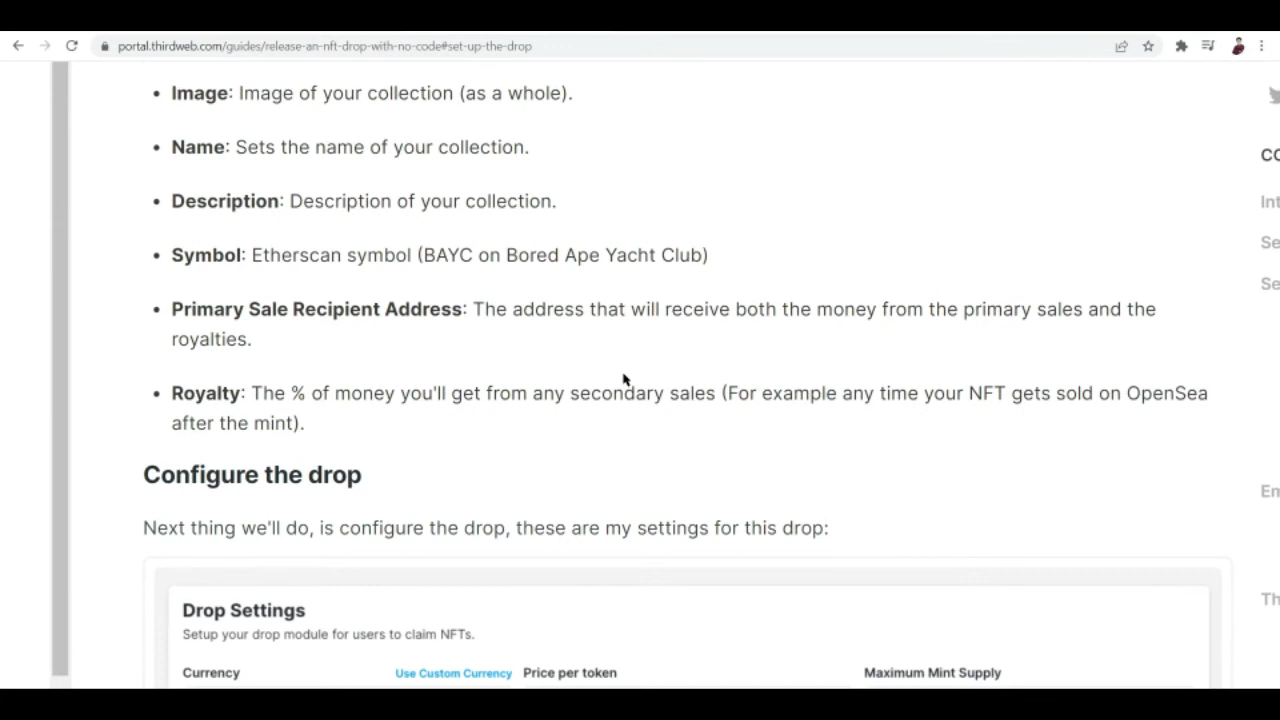 portal.thirdweb.com/guides/release-an-nft-drop-with-no-code#set-up-the-drop
• Image: Image of your collection (as a whole).
• Name: Sets the name of your collection.
• Description: Description of your collection.
• Symbol: Etherscan symbol (BAYC on Bored Ape Yacht Club)
• Primary Sale Recipient Address: The address that will receive both the money from the primary sales and the
royalties.
• Royalty: The % of money you'll get from any secondary sales (For example any time your NFT gets sold on OpenSea
after the mint).
Configure the drop
Next thing we'll do, is configure the drop, these are my settings for this drop:
Drop Settings
Setup your drop module for users to claim NFTs.
Currency Use Custom Currency Price per token Maximum Mint Supply